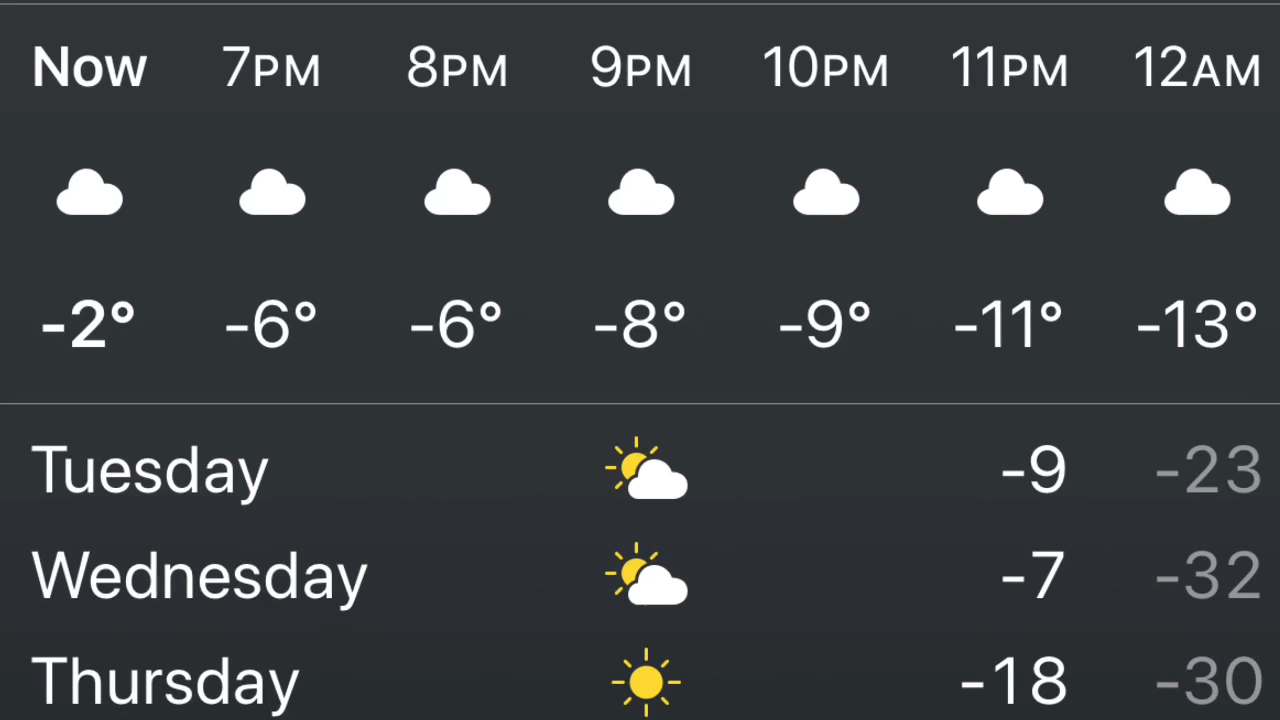 Now 7PM 8PM 9PM 10PM 11PM 12AM
-2° -6° -6° -8° -9° -11° -13°
Tuesday -9 -23
Wednesday -7 -32
Thursday -18 -30